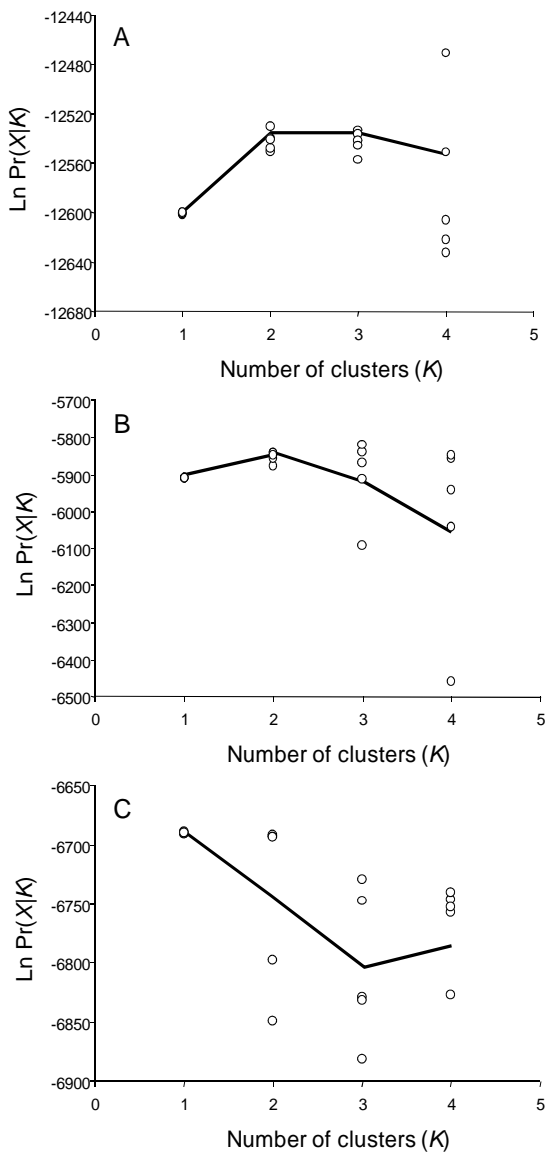 A
Ln Pr(X|K)
-12440
-12480
-12520
-12560
-12600
-12640
-12680
0 1 2 3 4 5
Number of clusters (K)
B
Ln Pr(X|K)
-5700
-5800
-5900
-6000
-6100
-6200
-6300
-6400
-6500
0 1 2 3 4 5
Number of clusters (K)
C
Ln Pr(X|K)
-6650
-6700
-6750
-6800
-6850
-6900
0 1 2 3 4 5
Number of clusters (K)